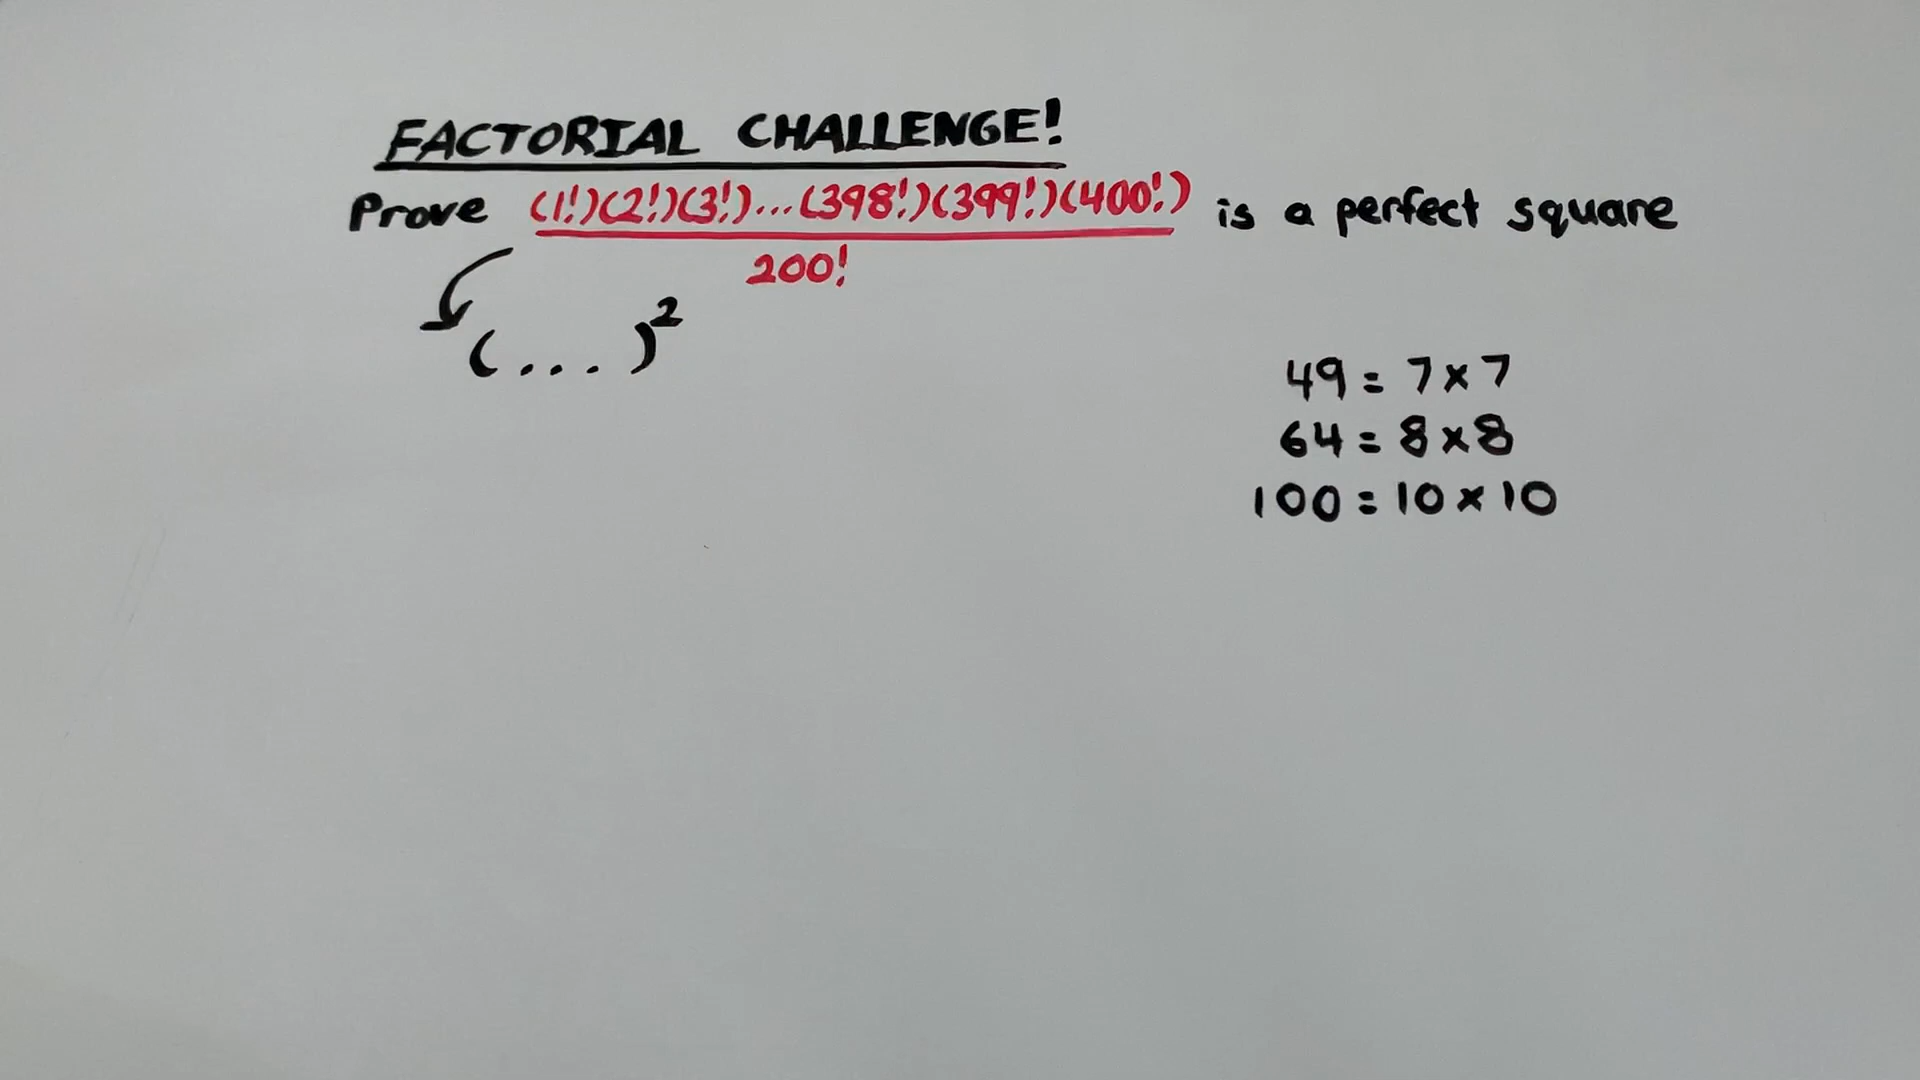 FACTORIAL CHALLENGE!
Prove (1!)(2!)(3!)...(398!)(399!)(400!) is a perfect square
200!
(...)²
49 = 7 x 7
64 = 8 x 8
100 = 10 x 10